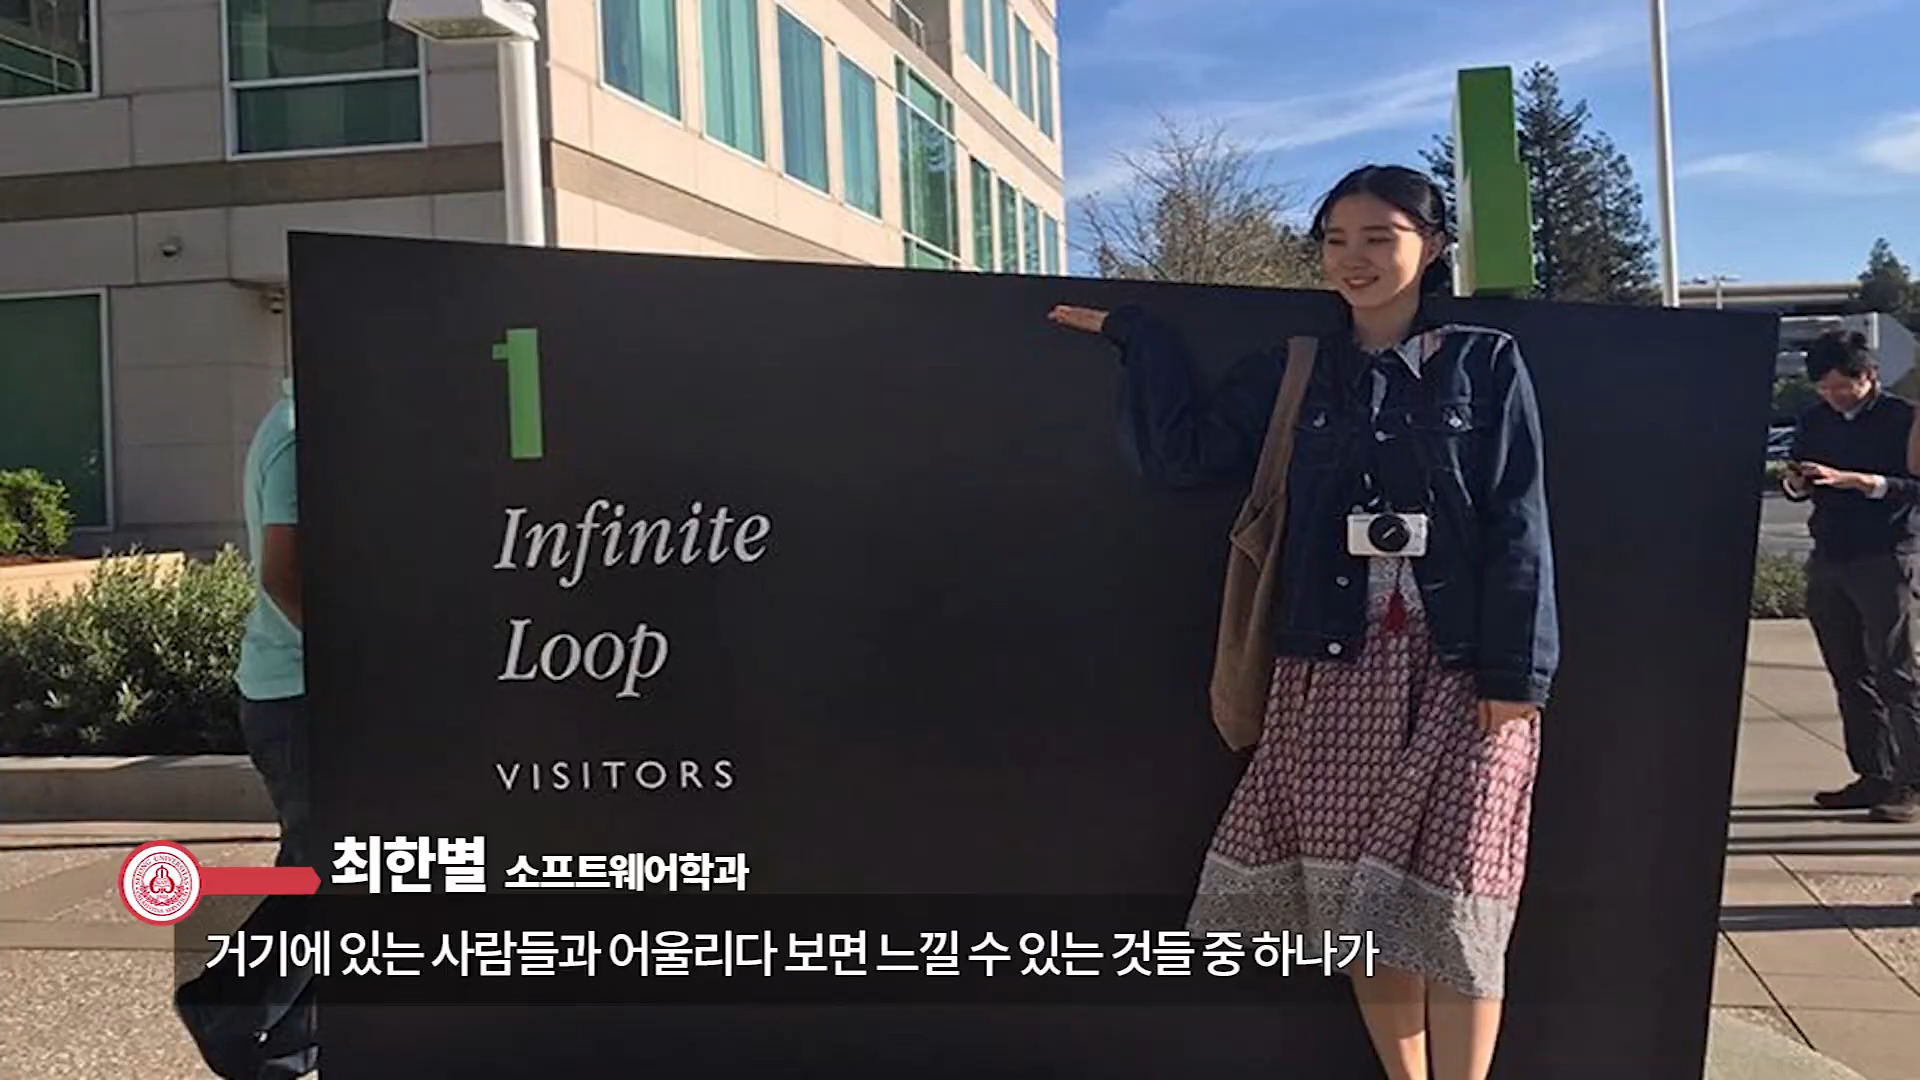 1
Infinite
Loop
VISITORS
최한별 소프트웨어학과
거기에 있는 사람들과 어울리다 보면 느낄 수 있는 것들 중 하나가